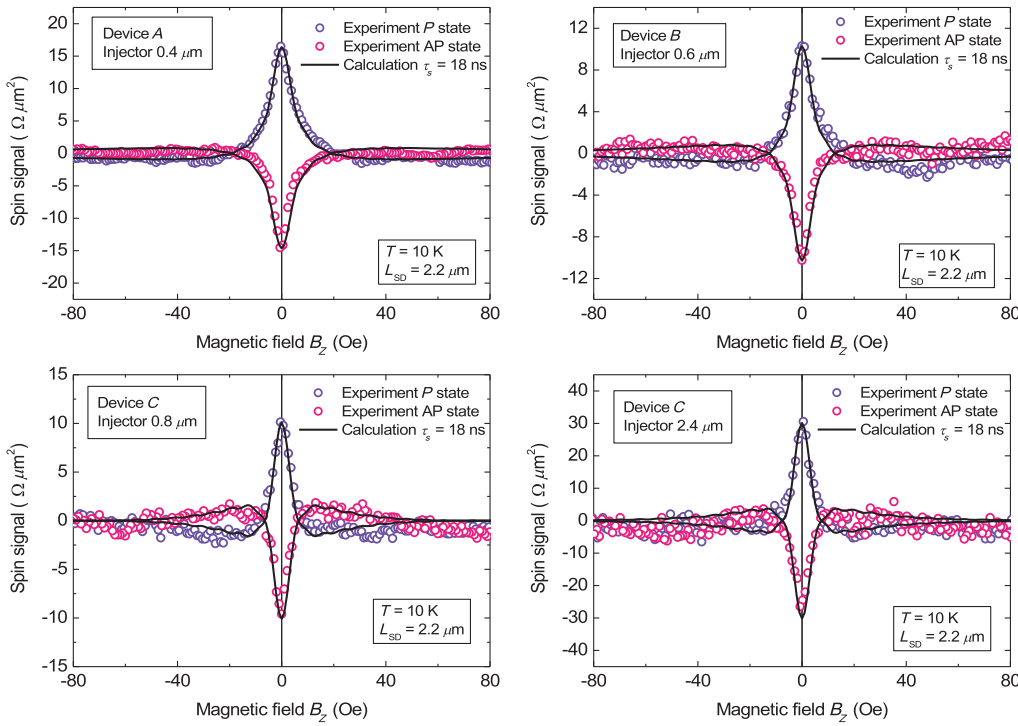 Device A
Injector 0.4 μm
Experiment P state
Experiment AP state
Calculation τs = 18 ns
T = 10 K
LSD = 2.2 μm
Spin signal ( Ω μm²)
20
15
10
5
0
-5
-10
-15
-20
-80
-40
0
40
80
Magnetic field BZ (Oe)
Device B
Injector 0.6μm
Experiment P state
Experiment AP state
Calculation τs = 18 ns
T = 10 K
LSD = 2.2 μm
Spin signal ( Ω μm²)
12
8
4
0
-4
-8
-12
-80
-40
0
40
80
Magnetic field BZ (Oe)
Device C
Injector 0.8 μm
Experiment P state
Experiment AP state
Calculation τs = 18 ns
T = 10 K
LSD = 2.2 μm
Spin signal ( Ω μm²)
15
10
5
0
-5
-10
-15
-80
-40
0
40
80
Magnetic field BZ (Oe)
Device C
Injector 2.4 μm
Experiment P state
Experiment AP state
Calculation τs = 18 ns
T = 10 K
LSD = 2.2 μm
Spin signal ( Ω μm²)
40
30
20
10
0
-10
-20
-30
-40
-80
-40
0
40
80
Magnetic field BZ (Oe)